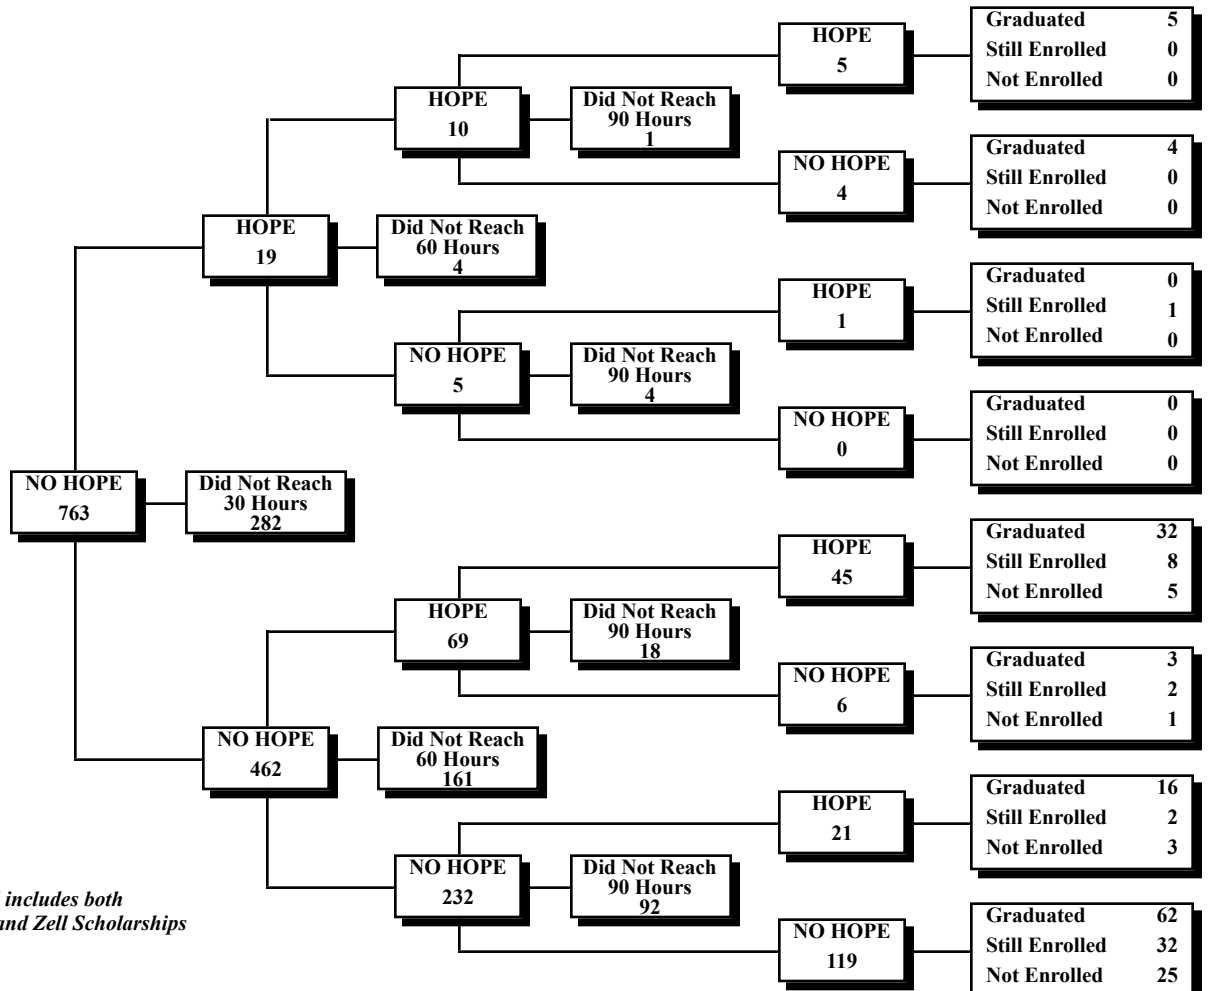 Graduated 5
HOPE
Still Enrolled 0
5
Not Enrolled 0
HOPE
10
Did Not Reach
90 Hours
1
Graduated 4
NO HOPE
Still Enrolled 0
4
Not Enrolled 0
HOPE
19
Did Not Reach
60 Hours
4
Graduated 0
HOPE
Still Enrolled 1
1
Not Enrolled 0
NO HOPE
5
Did Not Reach
90 Hours
4
Graduated 0
NO HOPE
Still Enrolled 0
0
Not Enrolled 0
NO HOPE
763
Did Not Reach
30 Hours
282
Graduated 32
HOPE
Still Enrolled 8
45
Not Enrolled 5
HOPE
69
Did Not Reach
90 Hours
18
Graduated 3
NO HOPE
Still Enrolled 2
6
Not Enrolled 1
NO HOPE
462
Did Not Reach
60 Hours
161
Graduated 16
HOPE
Still Enrolled 2
21
Not Enrolled 3
NO HOPE
232
Did Not Reach
90 Hours
92
includes both
and Zell Scholarships
Graduated 62
NO HOPE
Still Enrolled 32
119
Not Enrolled 25